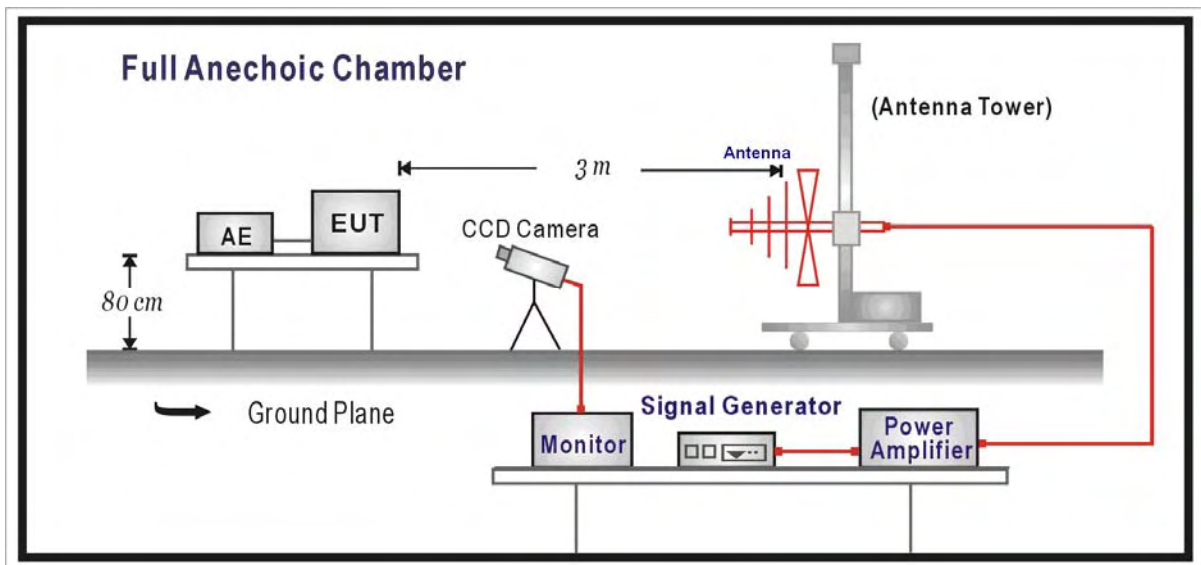 Full Anechoic Chamber
(Antenna Tower)
Antenna
3 m
AE
EUT
CCD Camera
80 cm
Ground Plane
Signal Generator
Monitor
Power
Amplifier